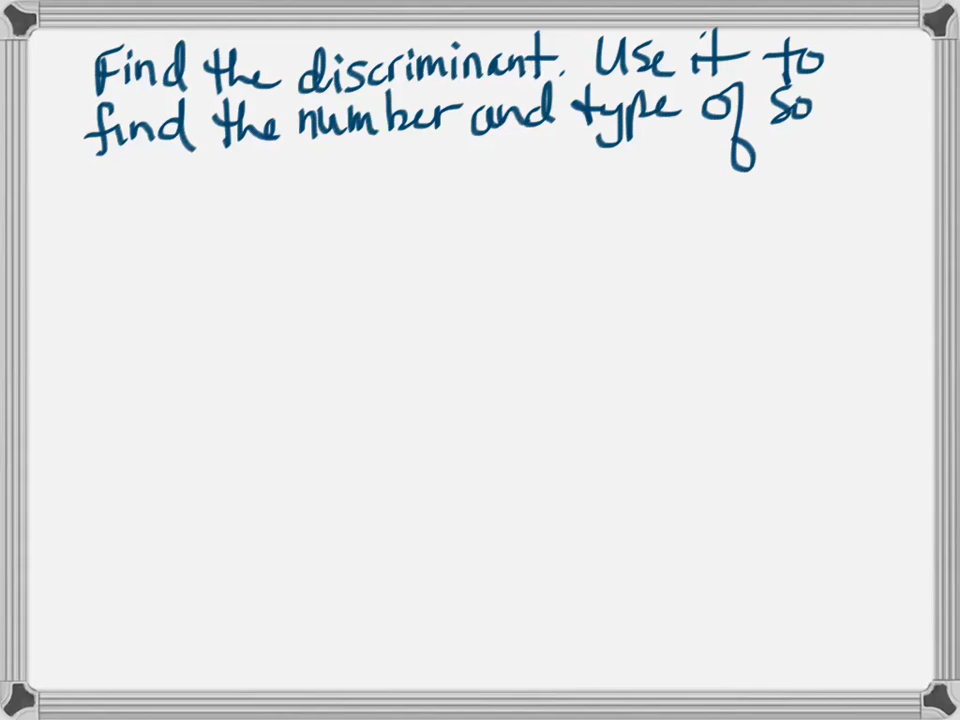 Find the discriminant. Use it to
find the number and type of so